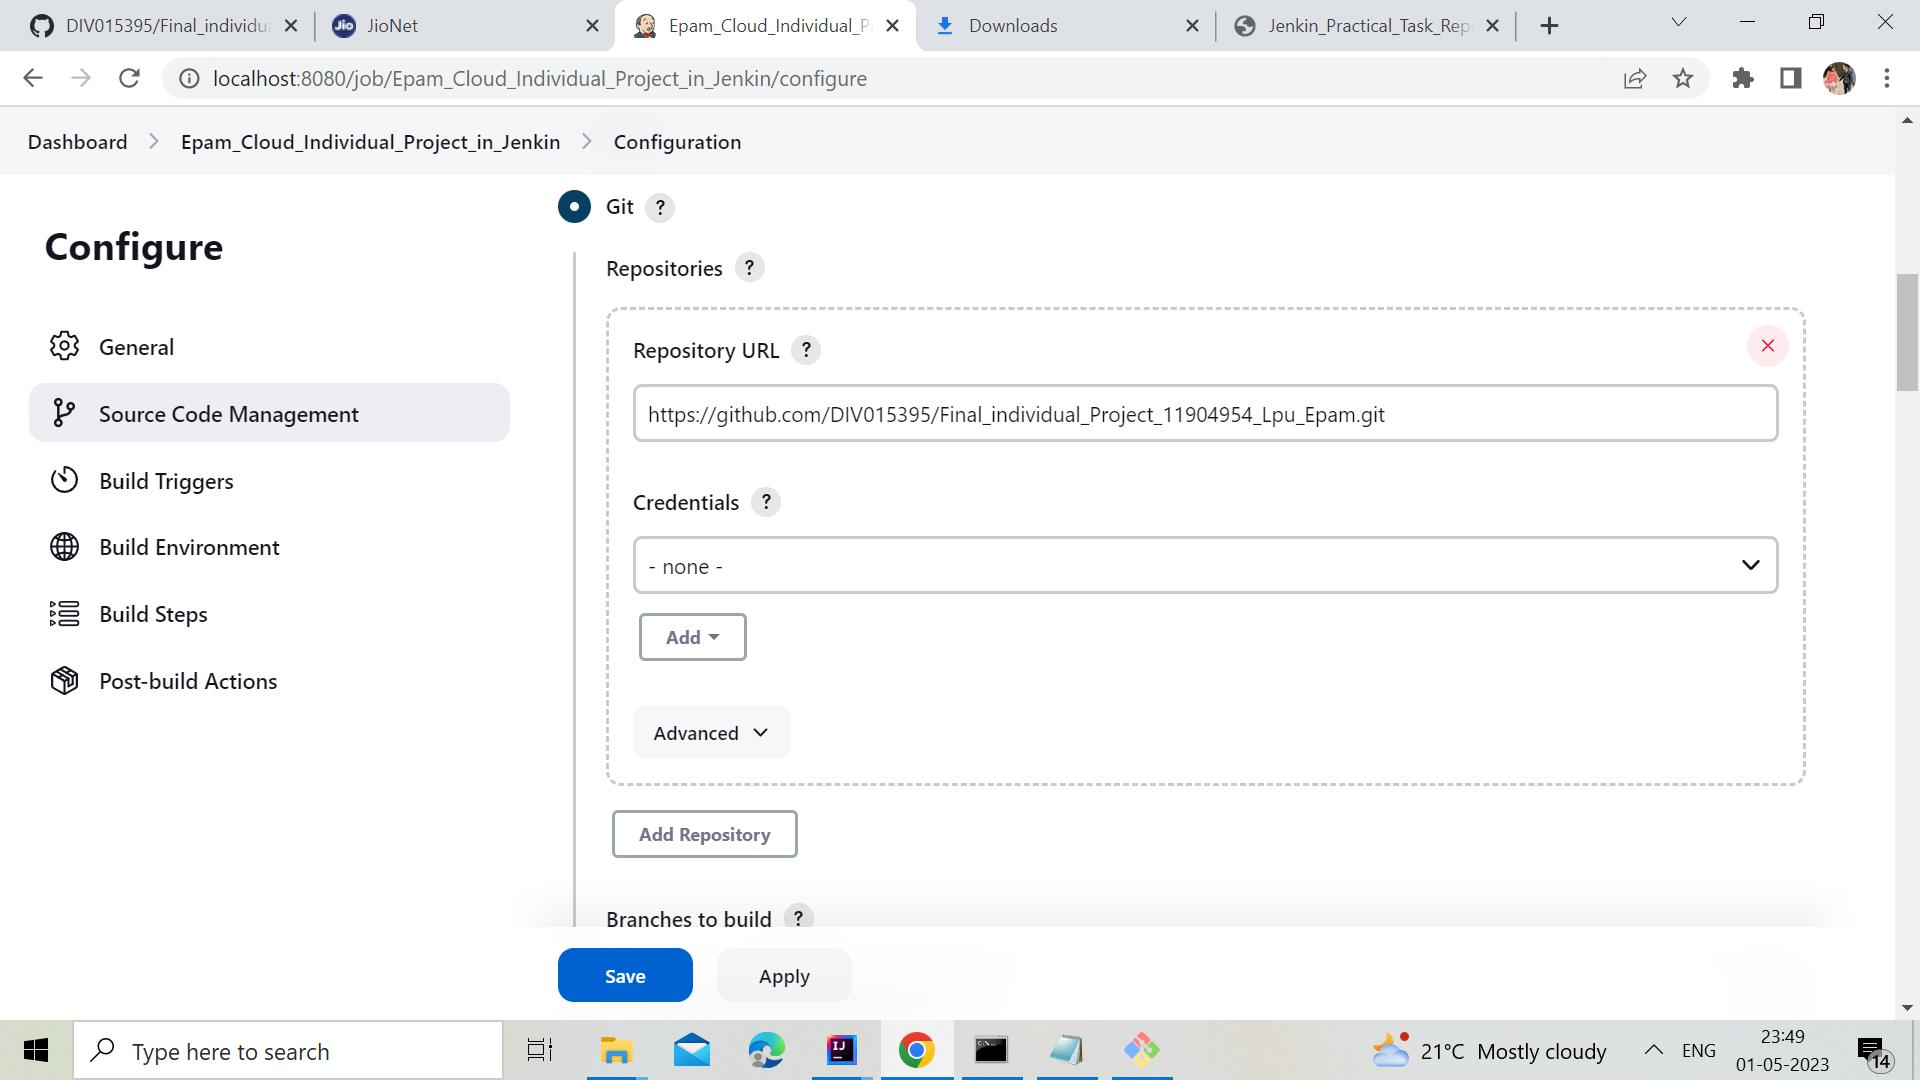 DIV015395/Final_individua
JioNet
Epam_Cloud_Individual_P
Downloads
Jenkin_Practical_Task_Rep
localhost:8080/job/Epam_Cloud_Individual_Project_in_Jenkin/configure
Dashboard > Epam_Cloud_Individual_Project_in_Jenkin > Configuration
Configure
General
Source Code Management
Build Triggers
Build Environment
Build Steps
Post-build Actions
Git ?
Repositories ?
Repository URL ?
https://github.com/DIV015395/Final_individual_Project_11904954_Lpu_Epam.git
Credentials ?
- none -
Add
Advanced
Add Repository
Branches to build ?
Save
Apply
Type here to search
21°C Mostly cloudy
ENG
23:49
01-05-2023
14